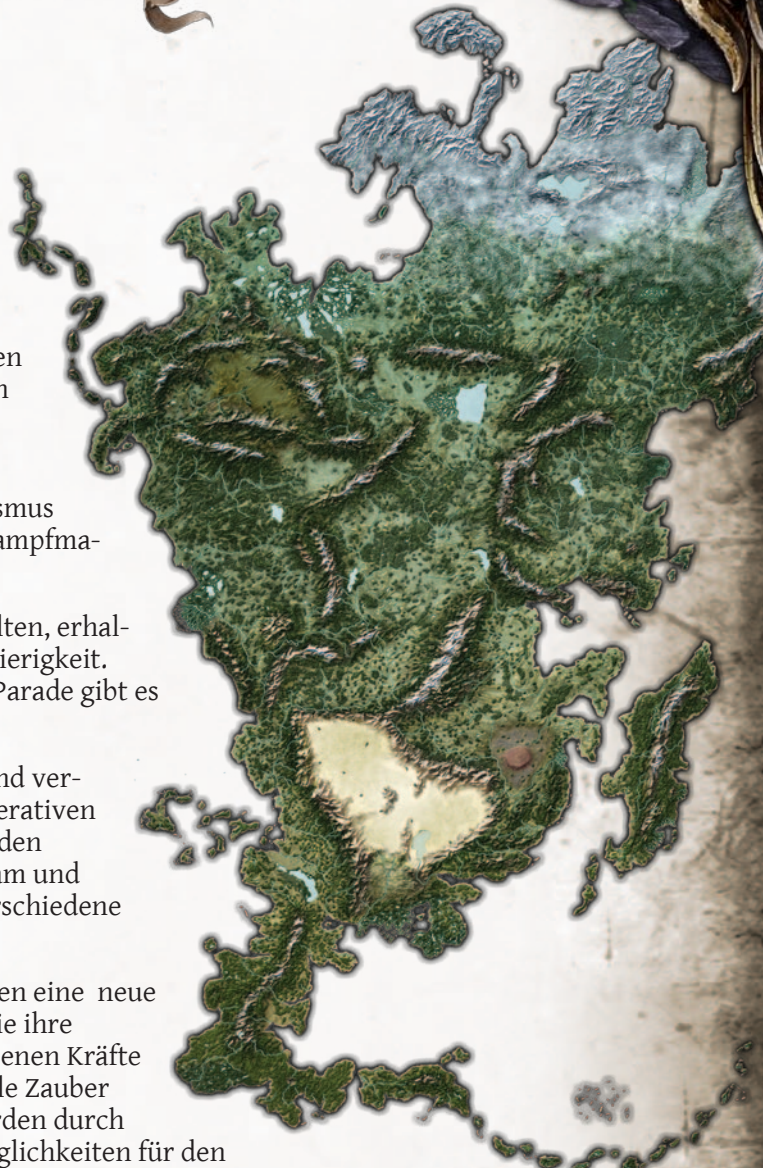 en
n
smus
ampfma-
lten, erhal-
ierigkeit.
Parade gibt es
nd ver-
erativen
den
um und
rschiedene
en eine neue
ie ihre
enen Kräfte
le Zauber
rden durch
glichkeiten für den